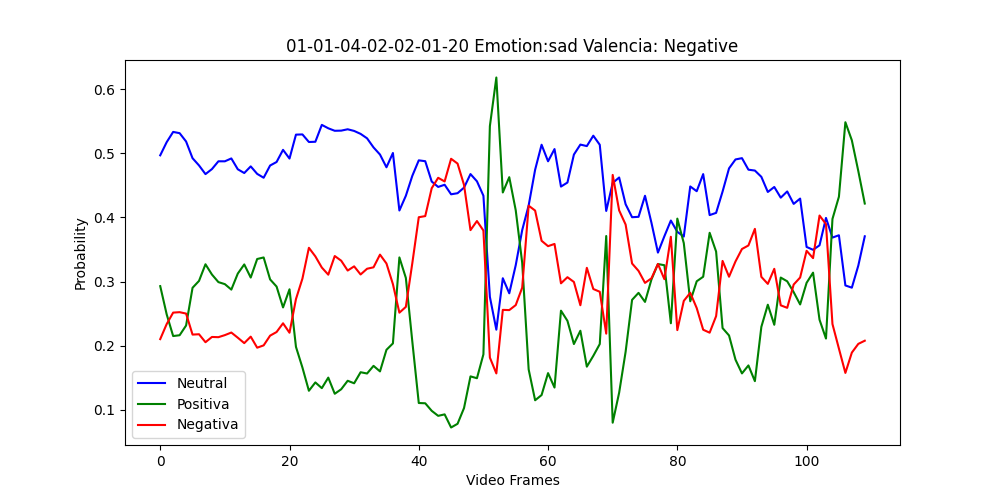 01-01-04-02-02-01-20 Emotion:sad Valencia: Negative
Probability
0.6
0.5
0.4
0.3
0.2
0.1
Neutral
Positiva
Negativa
0 20 40 60 80 100
Video Frames